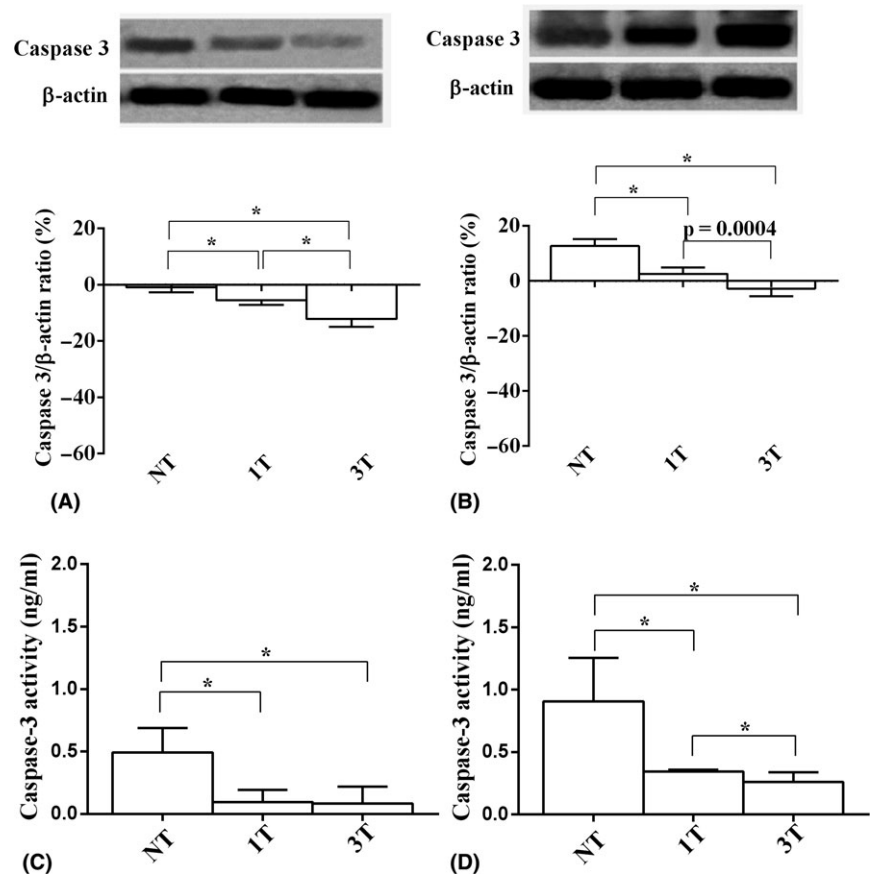 Caspase 3
β-actin
Caspase 3/β-actin ratio (%)
20
0
–20
–40
–60
*
*
*
NT
1T
3T
(A)
Caspase 3
β-actin
Caspase 3/β-actin ratio (%)
20
0
–20
–40
–60
*
*
p = 0.0004
NT
1T
3T
(B)
Caspase-3 activity (ng/ml)
2.0
1.5
1.0
0.5
0.0
*
*
NT
1T
3T
(C)
Caspase-3 activity (ng/ml)
2.0
1.5
1.0
0.5
0.0
*
*
*
NT
1T
3T
(D)